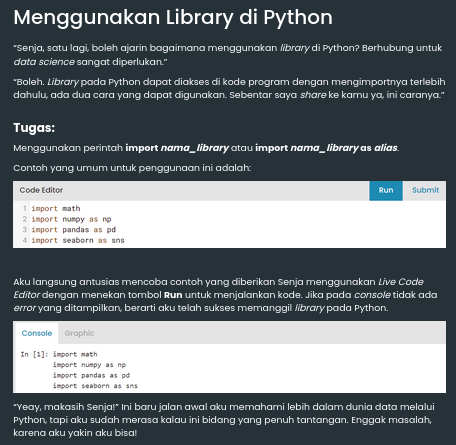 Menggunakan Library di Python
"Senja, satu lagi, boleh ajarin bagaimana menggunakan library di Python? Berhubung untuk
data science sangat diperlukan."
"Boleh. Library pada Python dapat diakses di kode program dengan mengimportnya terlebih
dahulu, ada dua cara yang dapat digunakan. Sebentar saya share ke kamu ya, ini caranya."
Tugas:
Menggunakan perintah import nama_library atau import nama_library as alias.
Contoh yang umum untuk penggunaan ini adalah:
Code Editor Run Submit
1 import math
2 import numpy as np
3 import pandas as pd
4 import seaborn as sns
Aku langsung antusias mencoba contoh yang diberikan Senja menggunakan Live Code
Editor dengan menekan tombol Run untuk menjalankan kode. Jika pada console tidak ada
error yang ditampilkan, berarti aku telah sukses memanggil library pada Python.
Console Graphic
In [1]: import math
import numpy as np
import pandas as pd
import seaborn as sns
"Yeay, makasih Senja!" Ini baru jalan awal aku memahami lebih dalam dunia data melalui
Python, tapi aku sudah merasa kalau ini bidang yang penuh tantangan. Enggak masalah,
karena aku yakin aku bisa!